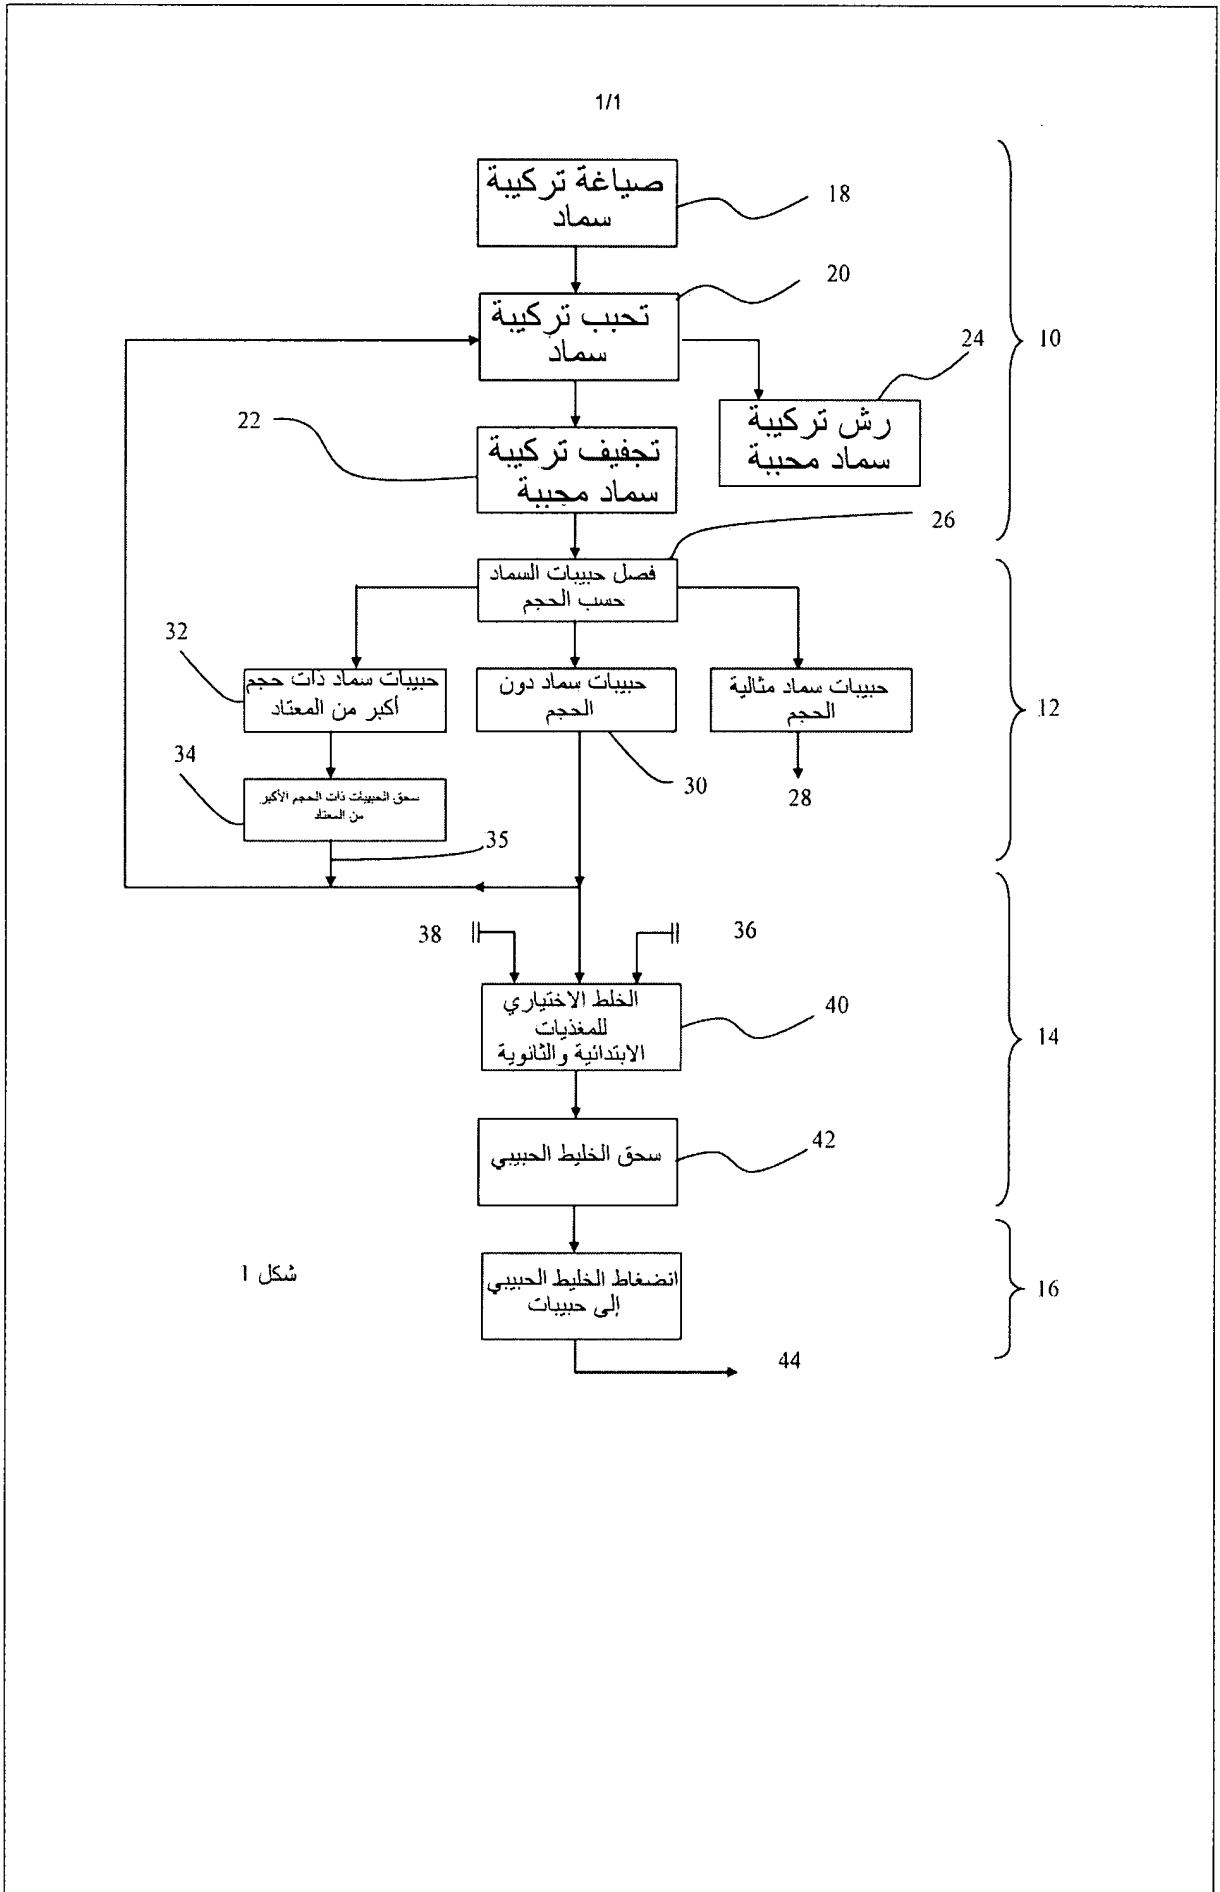 1/1
صياغة تركيبة
سماد
18
20
تحبب تركيبة
سماد
10
24
رش تركيبة
سماد محببة
22
تجفيف تركيبة
سماد محببة
26
فصل حبيبات السماد
حسب الحجم
32
حبيبات سماد ذات حجم
أكبر من المعتاد
حبيبات سماد دون
الحجم
حبيبات سماد مثالية
الحجم
12
34
30
28
سحق الحبيبات ذات الحجم الأكبر
من المعتاد
35
38
36
الخلط الاختياري
للمغذيات
الابتدائية والثانوية
40
14
سحق الخليط الحبيبي
42
انضغاط الخليط الحبيبي
إلى حبيبات
16
شكل 1
44